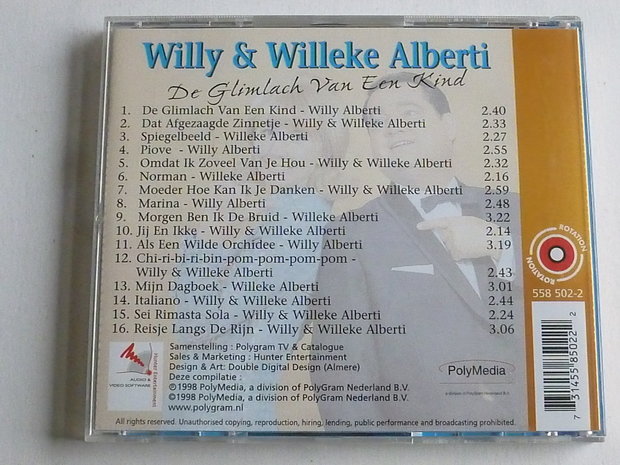 Willy & Willeke Alberti
De Glimlach Van Een Kind
1. De Glimlach Van Een Kind - Willy Alberti 2.40
2. Dat Afgezaagde Zinnetje - Willy & Willeke Alberti 2.33
3. Spiegelbeeld - Willeke Alberti 2.27
4. Piove - Willy Alberti 2.55
5. Omdat Ik Zoveel Van Je Hou - Willy & Willeke Alberti 2.32
6. Norman - Willeke Alberti 2.16
7. Moeder Hoe Kan Ik Je Danken - Willy & Willeke Alberti 2.59
8. Marina - Willy Alberti 2.48
9. Morgen Ben Ik De Bruid - Willeke Alberti 3.22
10. Jij En Ikke - Willy & Willeke Alberti 2.14
11. Als Een Wilde Orchidee - Willy Alberti 3.19
12. Chi-ri-bi-ri-bin-pom-pom-pom-pom -
Willy & Willeke Alberti 2.43
13. Mijn Dagboek - Willeke Alberti 3.01
14. Italiano - Willy & Willeke Alberti 2.44
15. Sei Rimasta Sola - Willy & Willeke Alberti 2.24
16. Reisje Langs De Rijn - Willy & Willeke Alberti 3.06
ROTATION
ROTATION
558 502-2
7 31455 85022 2
Hunter Entertainment
AUDIO &
VIDEO SOFTWARE
Samenstelling : Polygram TV & Catalogue
Sales & Marketing : Hunter Entertainment
Design & Art: Double Digital Design (Almere)
Deze compilatie :
℗1998 PolyMedia, a division of PolyGram Nederland B.V.
©1998 PolyMedia, a division of PolyGram Nederland B.V.
www.polygram.nl
PolyMedia
a division of PolyGram Nederland B.V.
All rights reserved. Unauthorised copying, reproduction, hiring, lending, public performance and broadcasting prohibited.